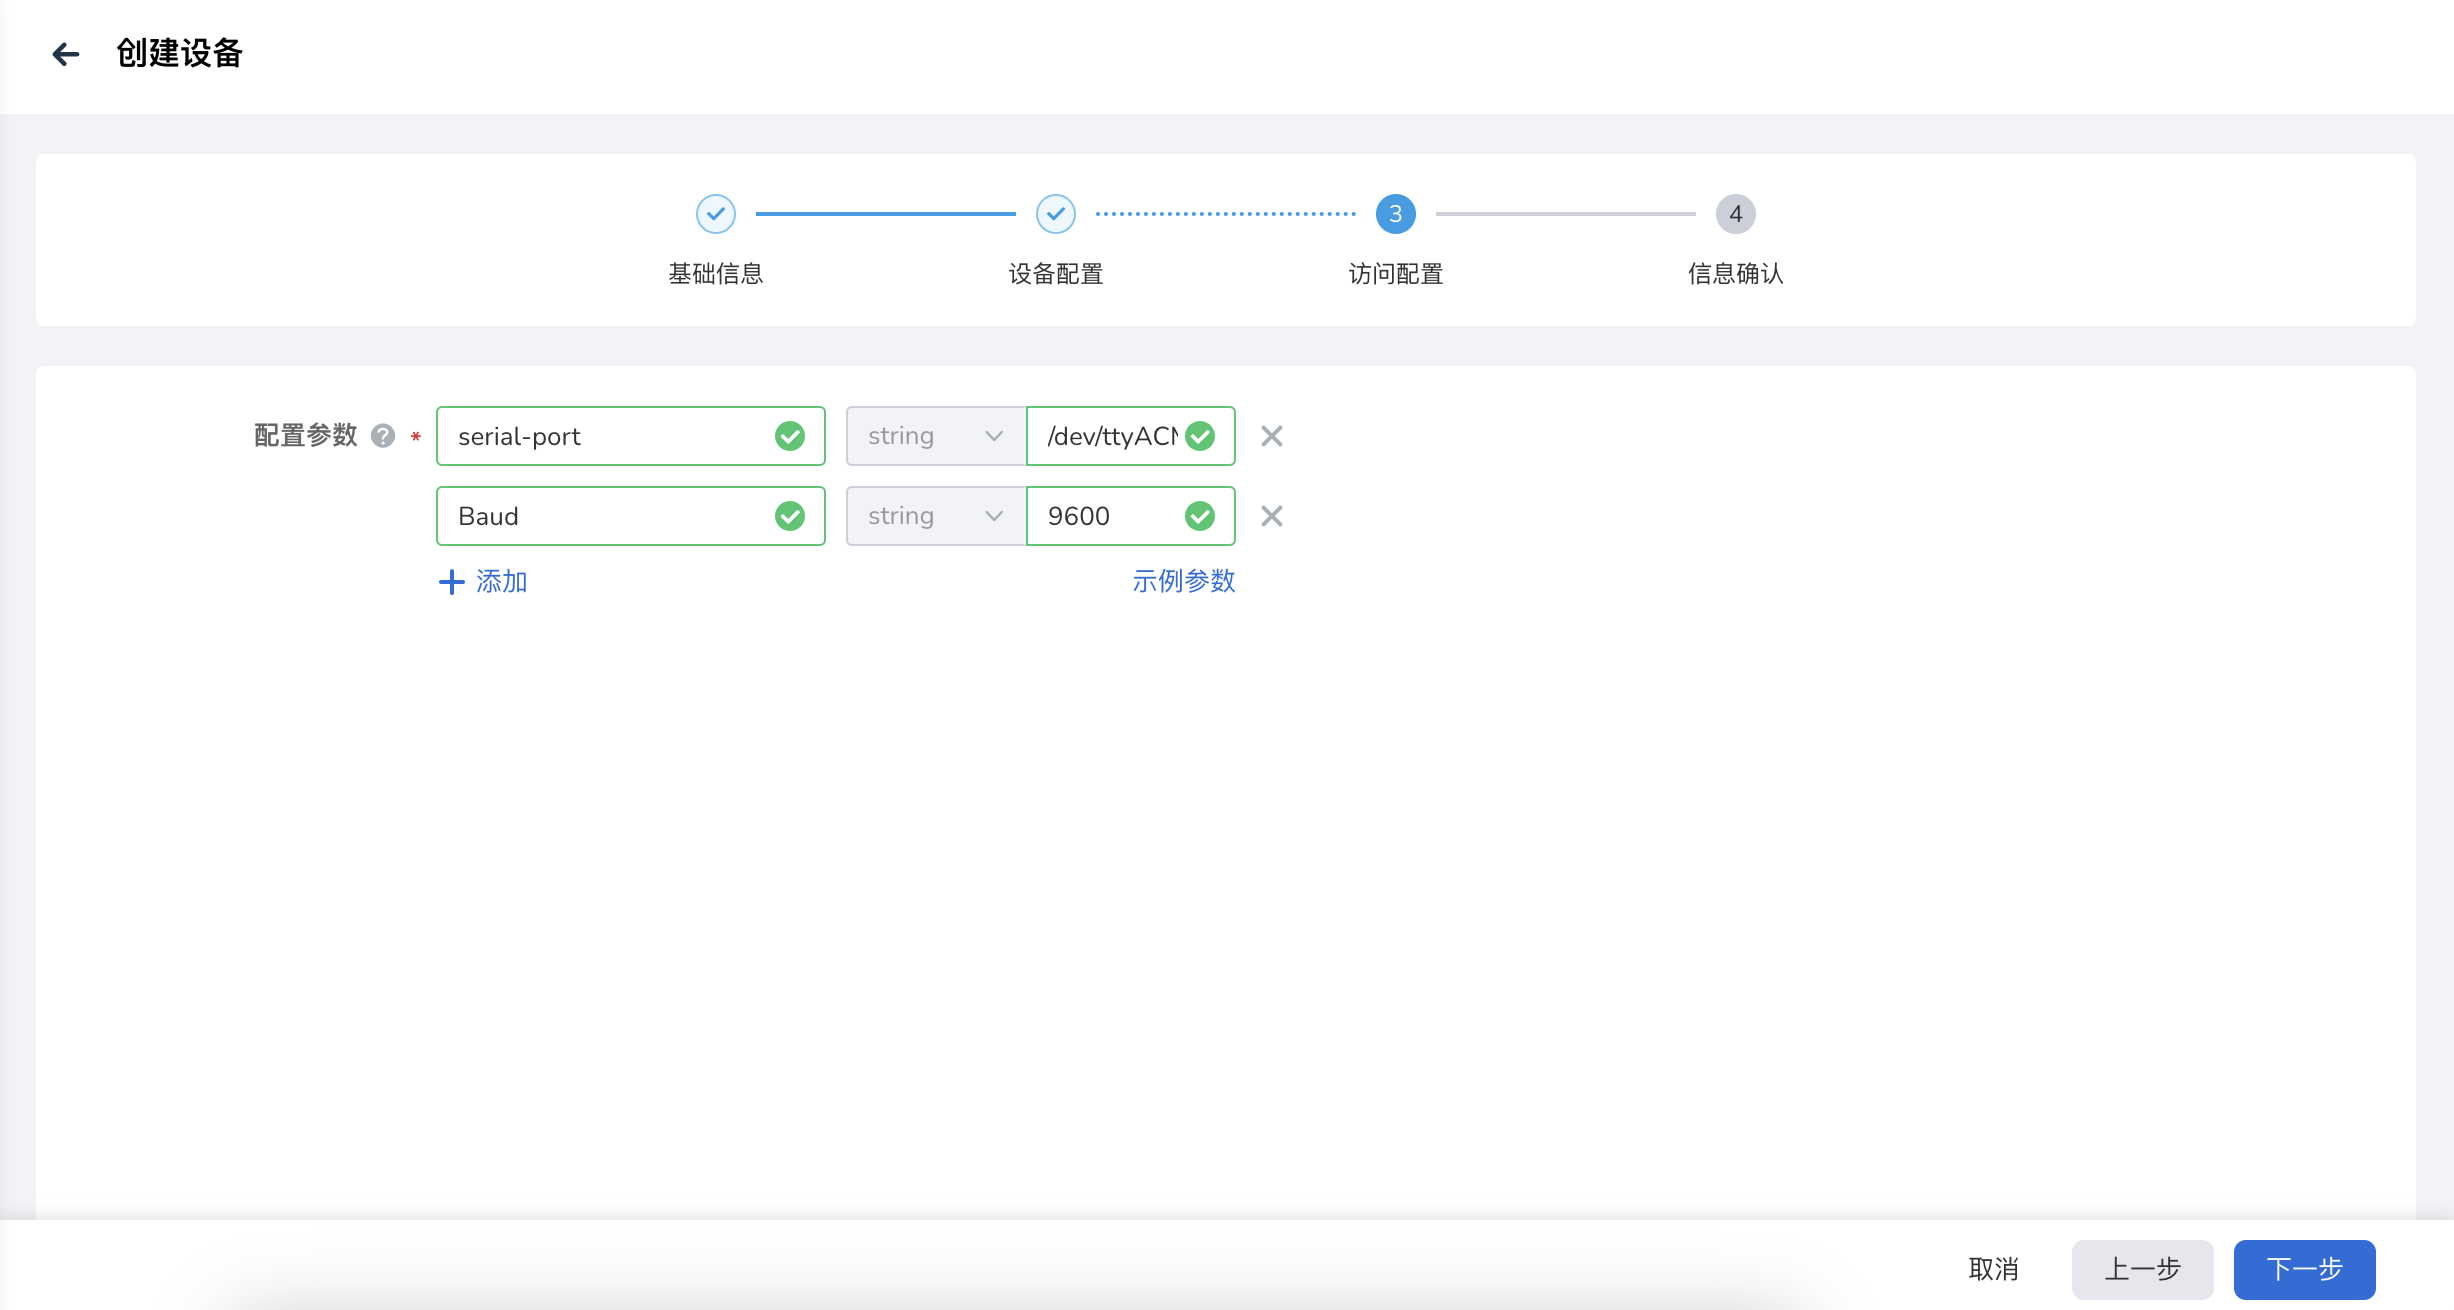 创建设备
3
4
基础信息
设备配置
访问配置
信息确认
配置参数 ? *
serial-port
string
/dev/ttyAC
Baud
string
9600
+ 添加
示例参数
取消
上一步
下一步